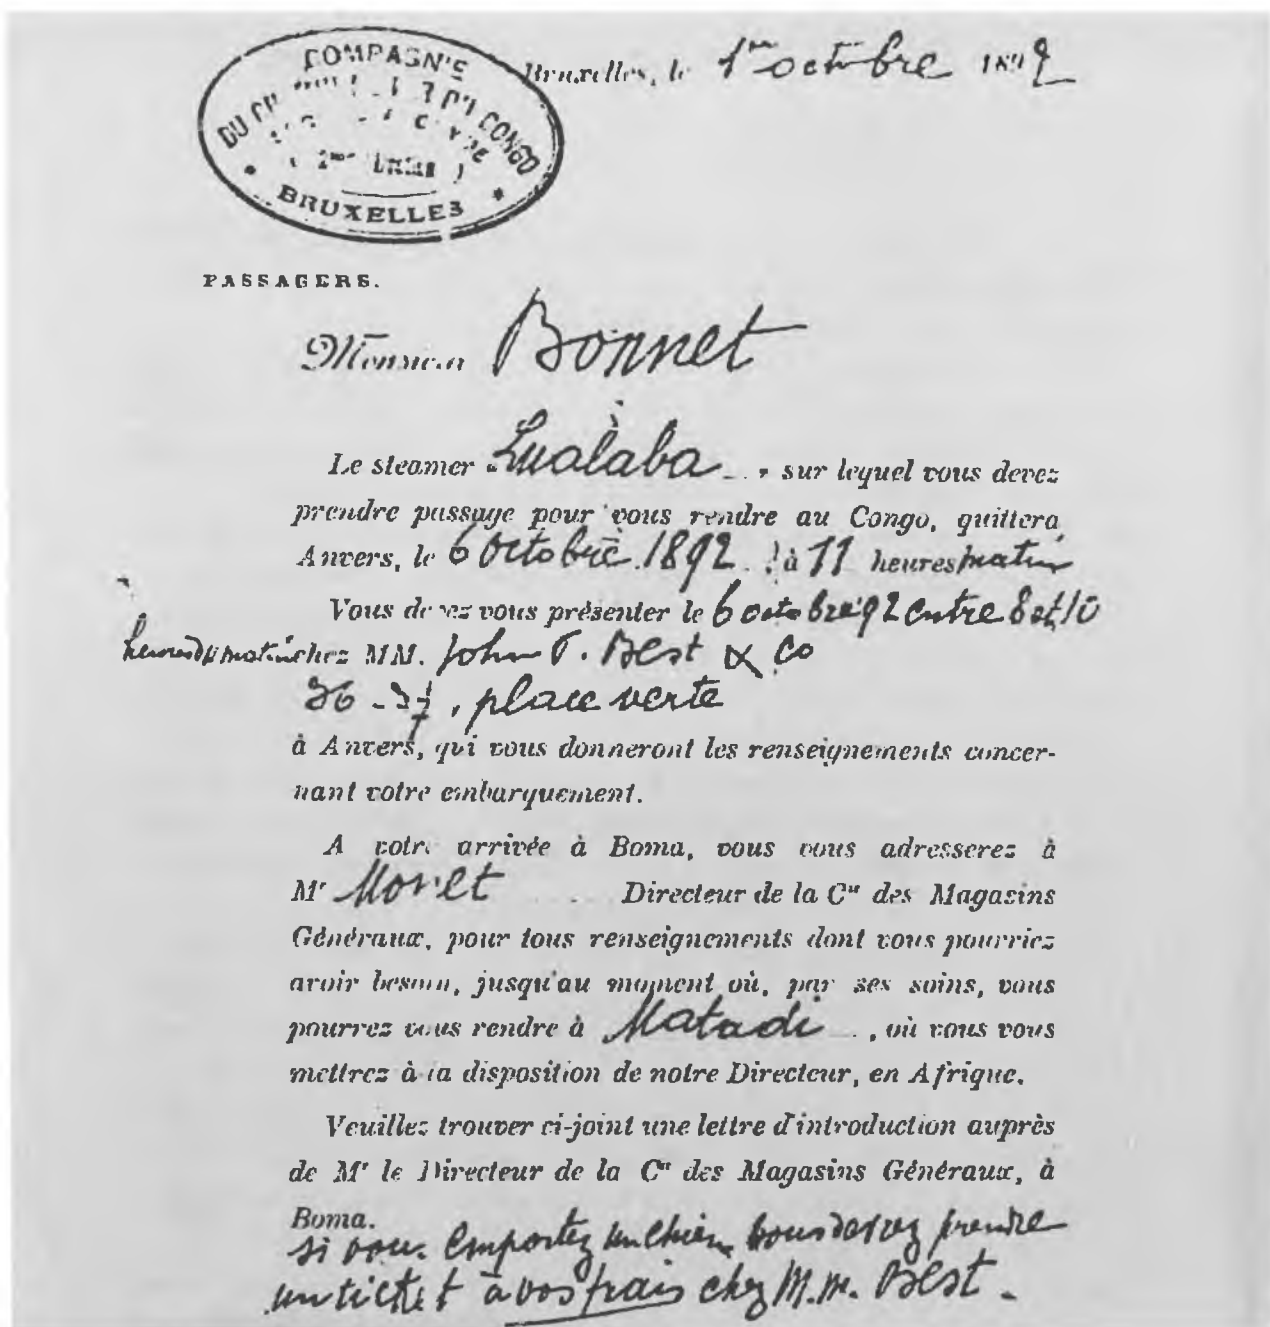 Bruxelles, le 1er octobre 1892
COMPAGNIE
DU CONGO
BRUXELLES
PASSAGERS.
Monsieur Bonnet
Le steamer Lualaba, sur lequel vous devez
prendre passage pour vous rendre au Congo, quittera
Anvers, le 6 octobre 1892 à 11 heures matin
Vous devez vous présenter le 6 octobre 92 entre 8 et 10
heures du matin chez MM. John P. Best & Co
place verte
à Anvers, qui vous donneront les renseignements concer-
nant votre embarquement.
A votre arrivée à Boma, vous vous adresserez à
Mr Directeur de la Cie des Magasins
Généraux, pour tous renseignements dont vous pourriez
avoir besoin, jusqu'au moment où, par ses soins, vous
pourrez vous rendre à Matadi, où vous vous
mettrez à la disposition de notre Directeur, en Afrique.
Veuillez trouver ci-joint une lettre d'introduction auprès
de Mr le Directeur de la Cie des Magasins Généraux, à
Boma.
si vous emportez un chien vous devez prendre
un ticket à vos frais chez M.M. Best.